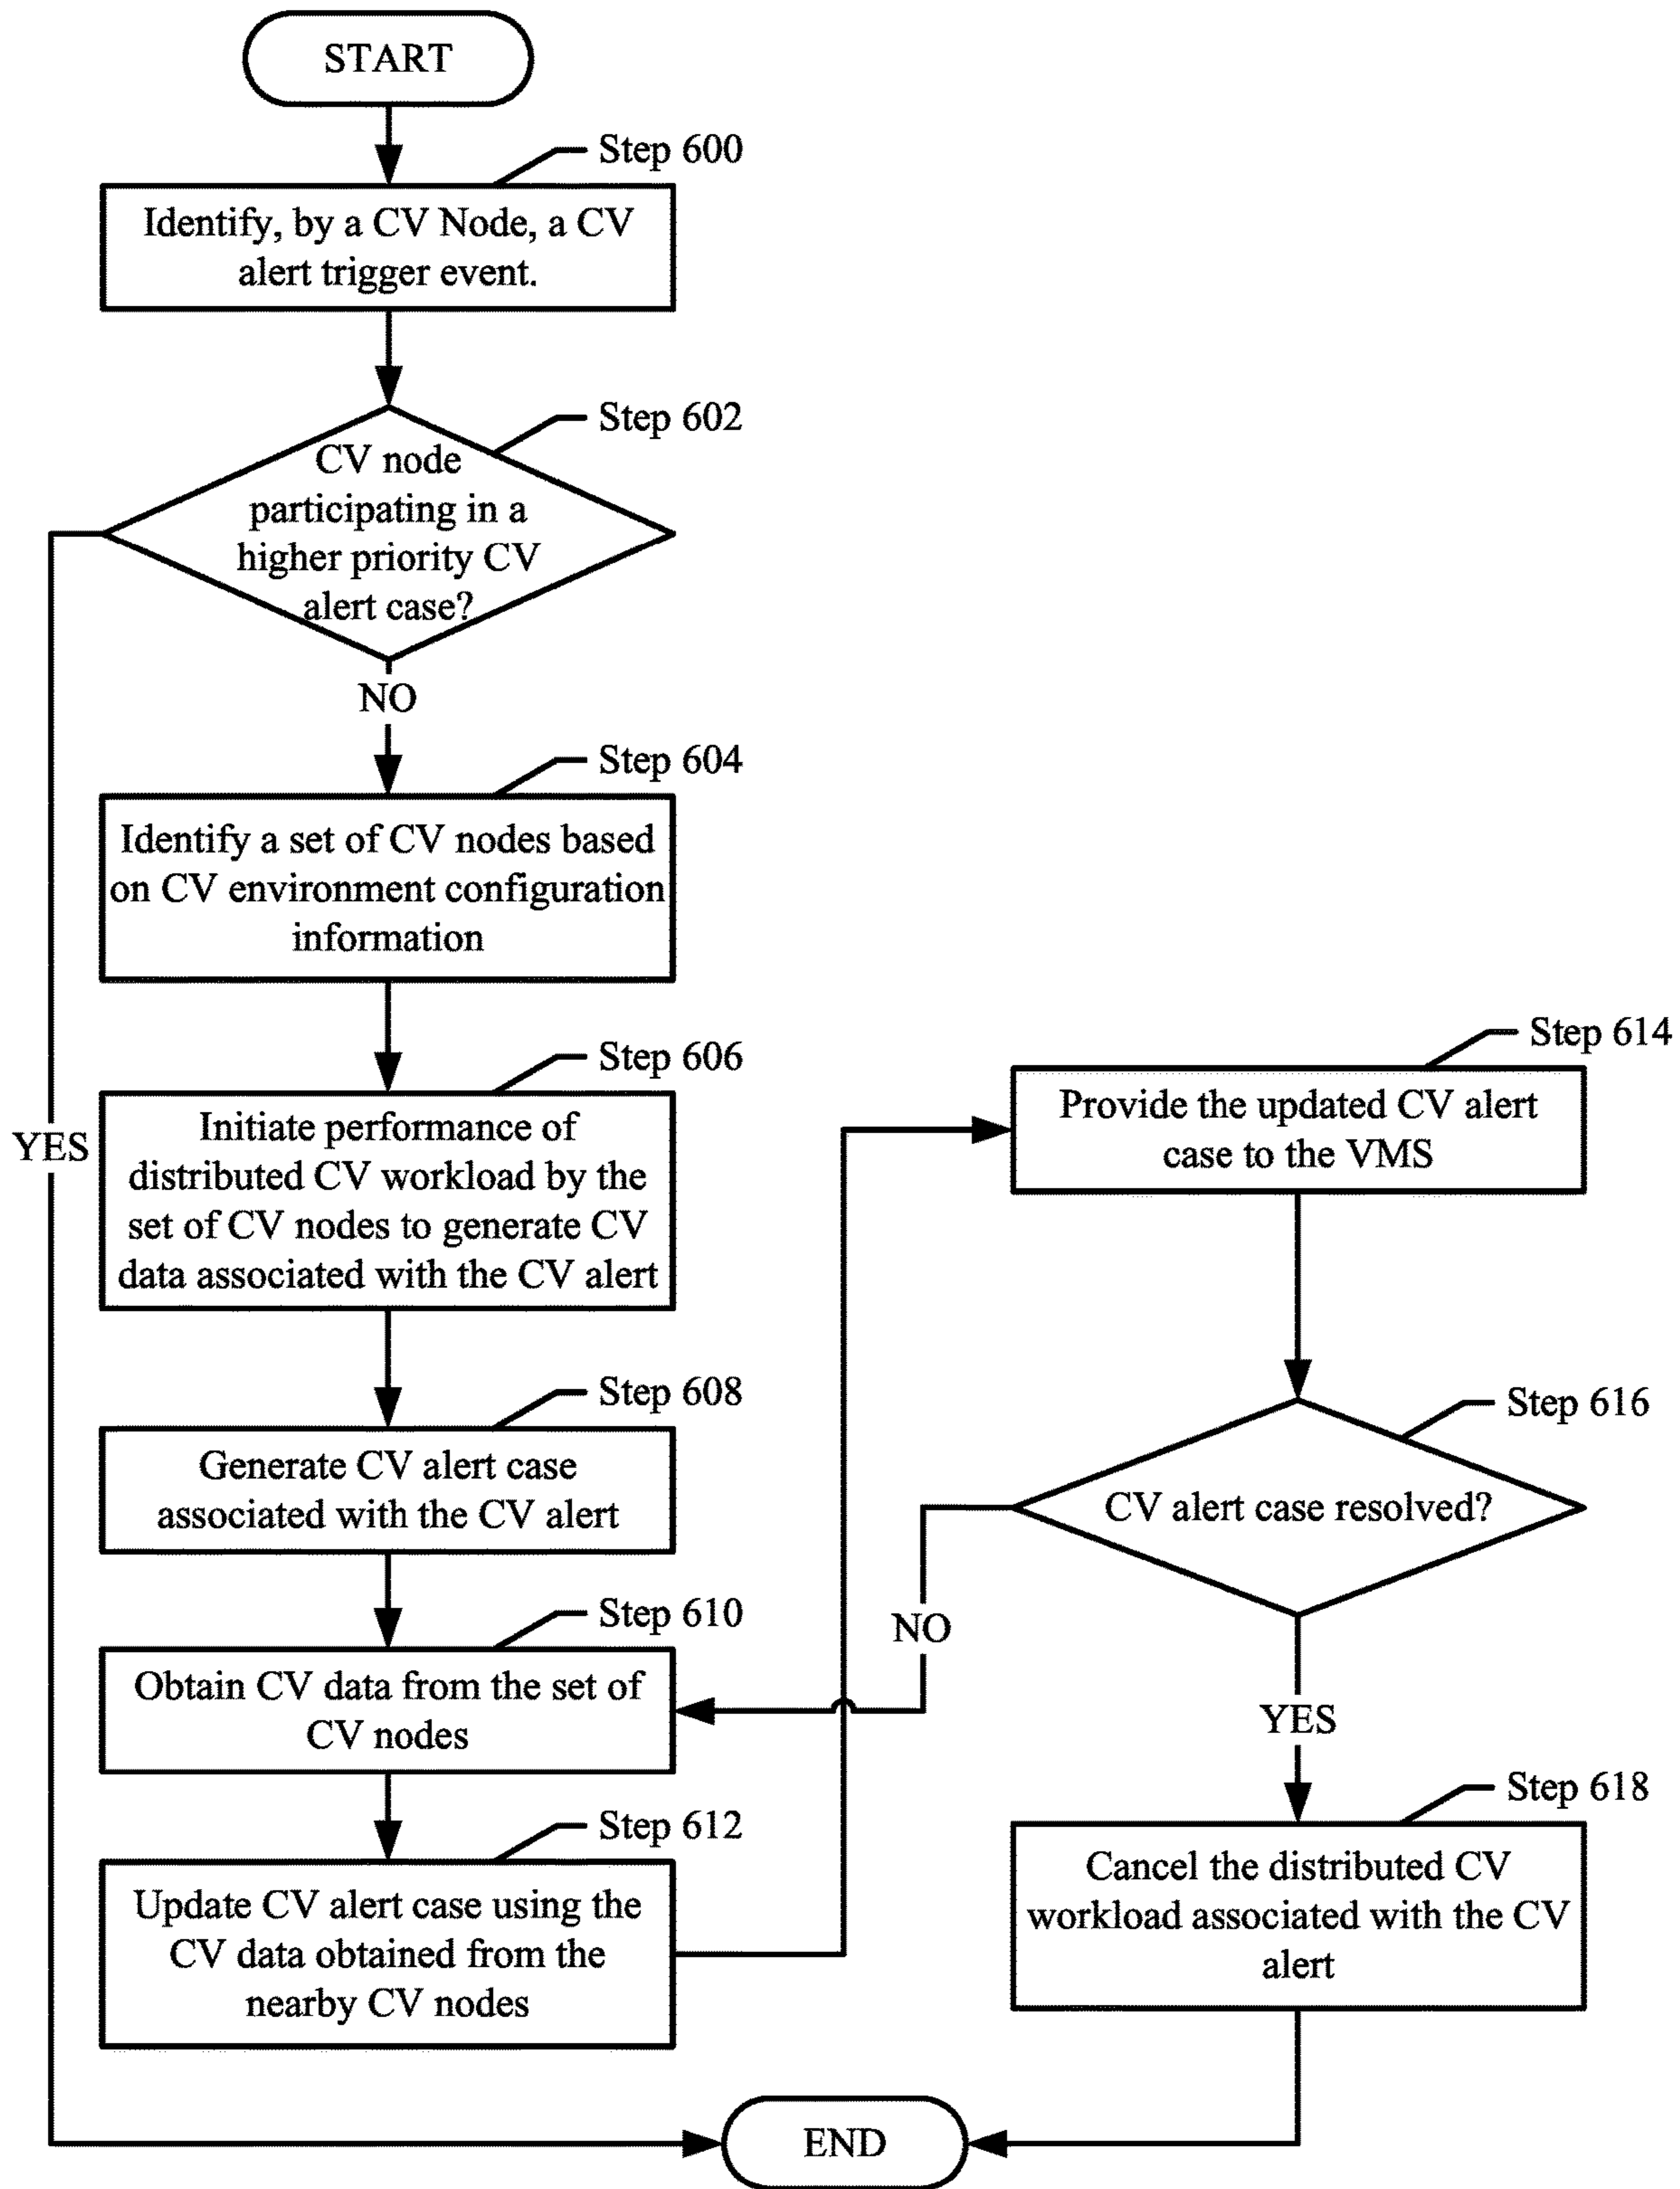 START
Step 600
Identify, by a CV Node, a CV
alert trigger event.
Step 602
CV node
participating in a
higher priority CV
alert case?
NO
YES
Step 604
Identify a set of CV nodes based
on CV environment configuration
information
Step 606
Initiate performance of
distributed CV workload by the
set of CV nodes to generate CV
data associated with the CV alert
Step 608
Generate CV alert case
associated with the CV alert
Step 610
Obtain CV data from the set of
CV nodes
Step 612
Update CV alert case using the
CV data obtained from the
nearby CV nodes
Step 614
Provide the updated CV alert
case to the VMS
Step 616
CV alert case resolved?
NO
YES
Step 618
Cancel the distributed CV
workload associated with the CV
alert
END